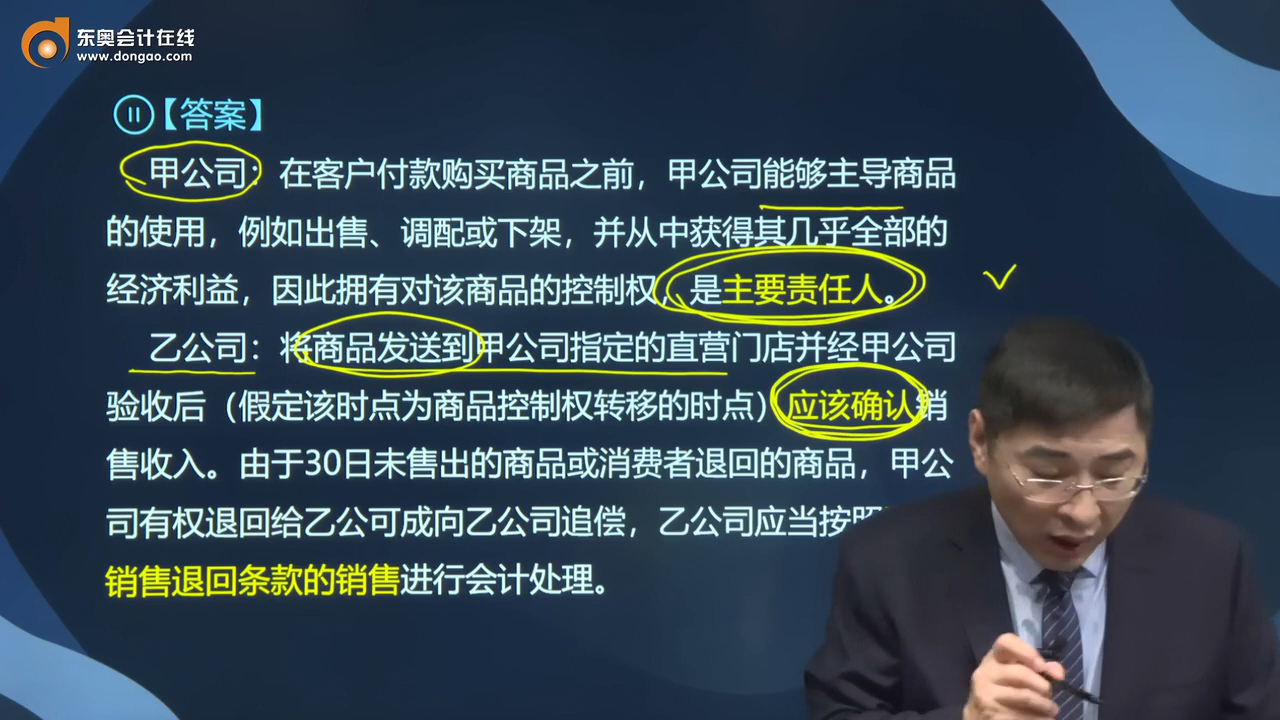 东奥会计在线
www.dongao.com
【答案】
甲公司：在客户付款购买商品之前，甲公司能够主导商品
的使用，例如出售、调配或下架，并从中获得其几乎全部的
经济利益，因此拥有对该商品的控制权，是主要责任人。
乙公司：将商品发送到甲公司指定的直营门店并经甲公司
验收后（假定该时点为商品控制权转移的时点）应该确认销
售收入。由于30日未售出的商品或消费者退回的商品，甲公
司有权退回给乙公可成向乙公司追偿，乙公司应当按照
销售退回条款的销售进行会计处理。